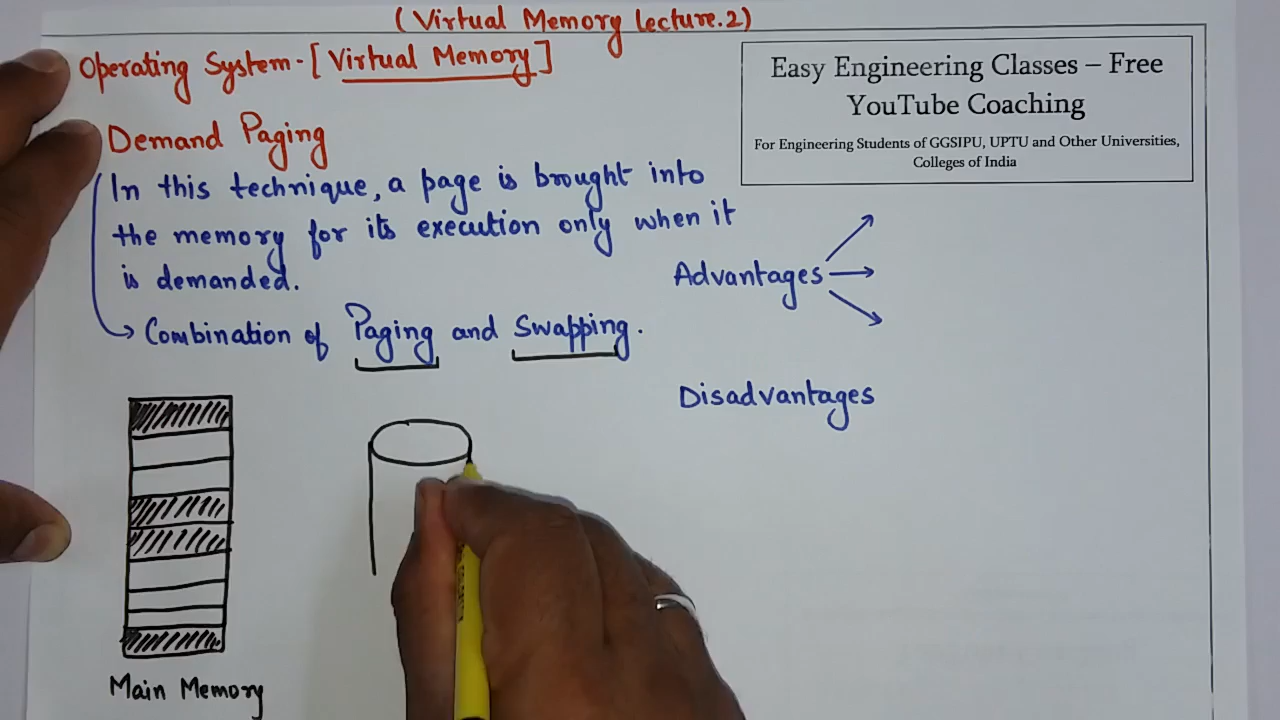 (Virtual Memory lecture.2)
Operating System-[Virtual Memory]
Easy Engineering Classes – Free
YouTube Coaching
For Engineering Students of GGSIPU, UPTU and Other Universities,
Colleges of India
Demand Paging
In this technique, a page is brought into
the memory for its execution only when it
is demanded.
Combination of Paging and Swapping.
Advantages
Disadvantages
Main Memory